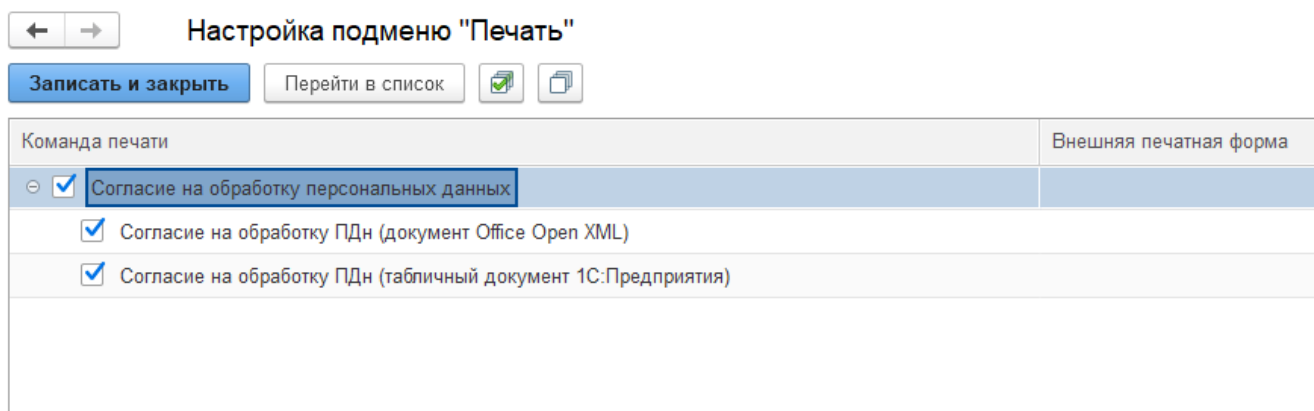 Настройка подменю "Печать"
Записать и закрыть Перейти в список
Команда печати Внешняя печатная форма
Согласие на обработку персональных данных
Согласие на обработку ПДн (документ Office Open XML)
Согласие на обработку ПДн (табличный документ 1С:Предприятия)